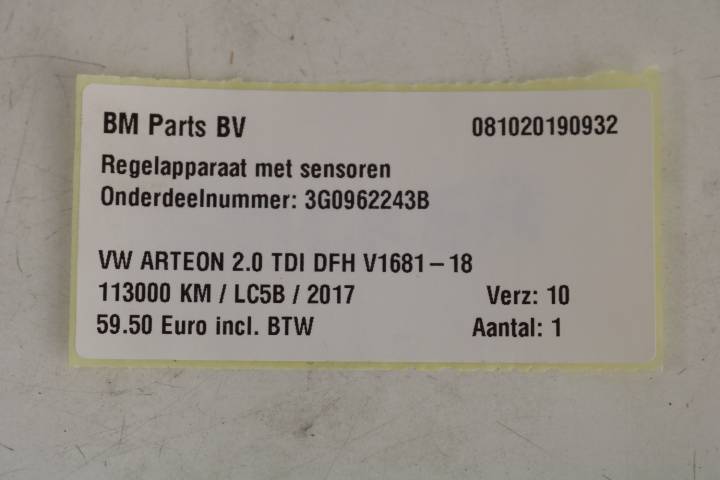 BM Parts BV 081020190932
Regelapparaat met sensoren
Onderdeelnummer: 3G0962243B
VW ARTEON 2.0 TDI DFH V1681-18
113000 KM / LC5B / 2017 Verz: 10
59.50 Euro incl. BTW Aantal: 1